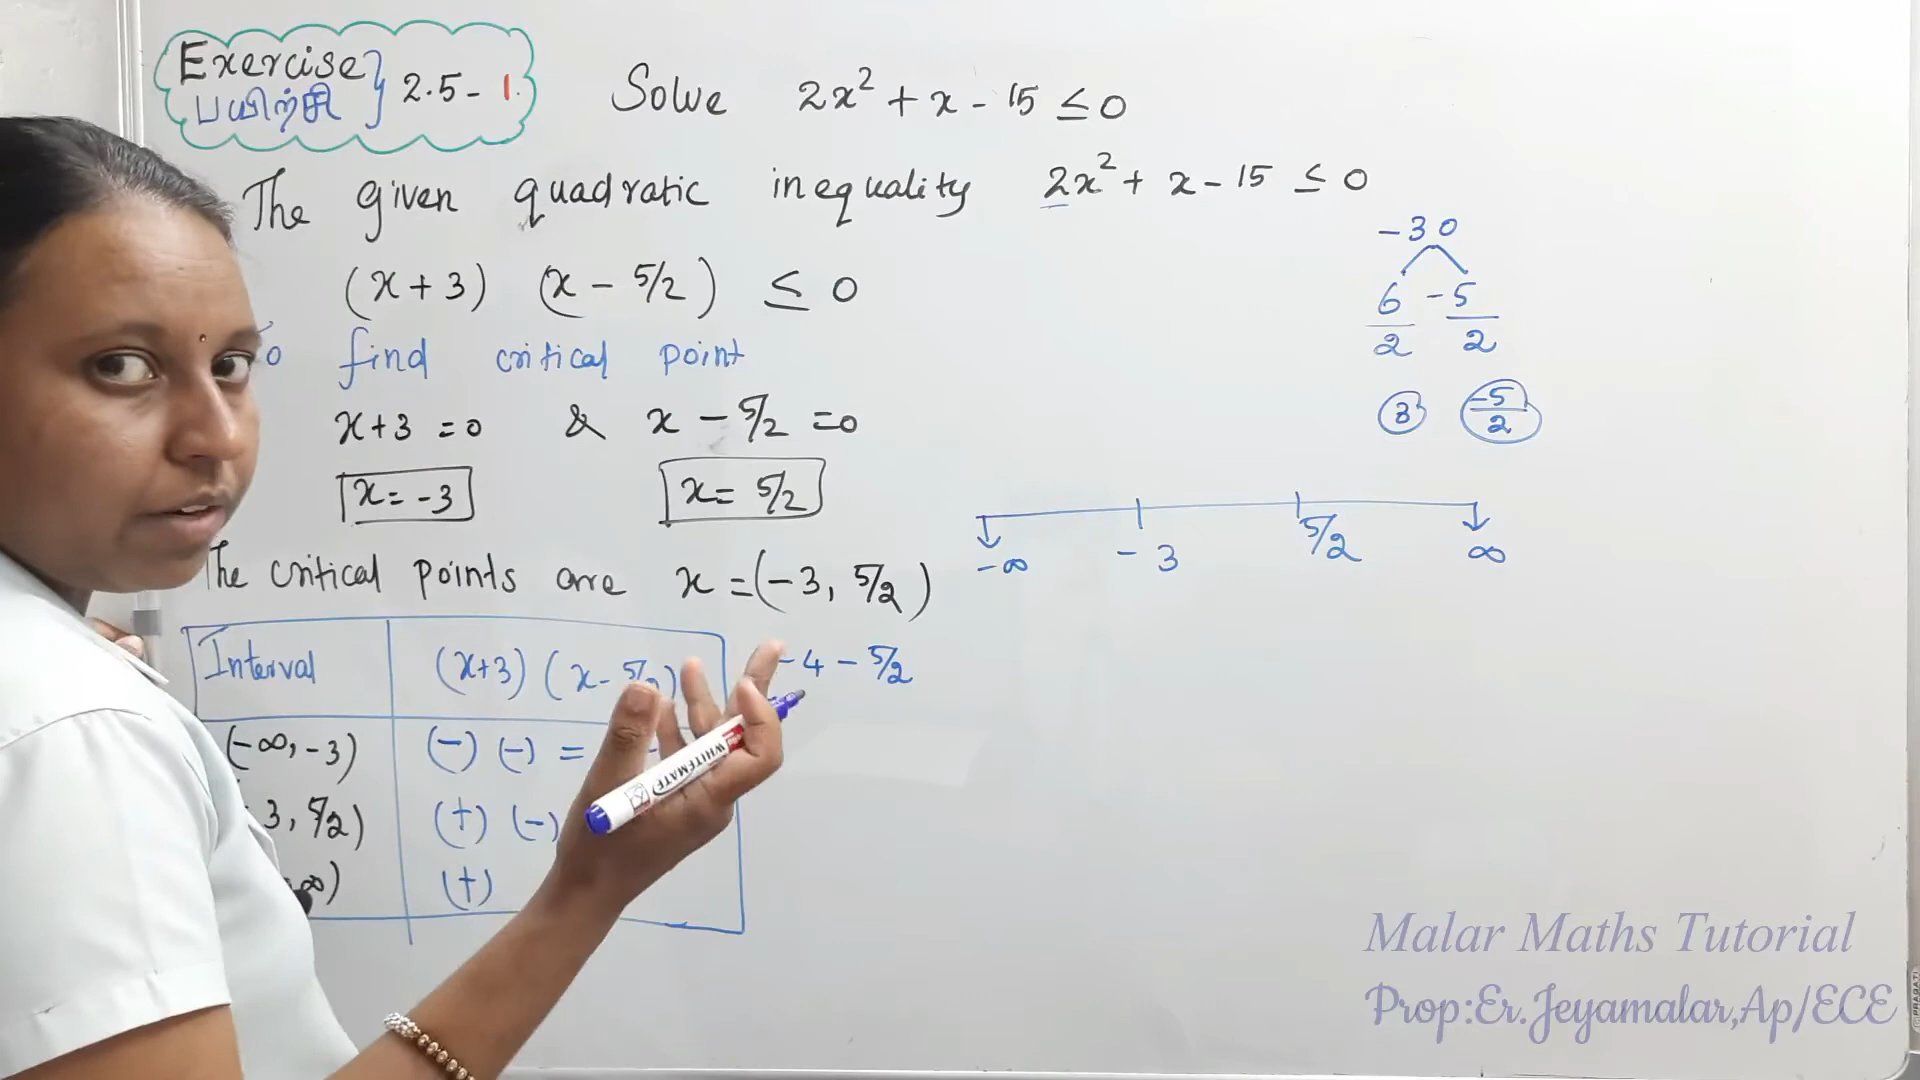 Exercise } 2.5 - 1.
பயிற்சி
Solve 2x² + x - 15 ≤ 0
The given quadratic inequality 2x² + x - 15 ≤ 0
(x + 3) (x - 5/2) ≤ 0
find critical point
x + 3 = 0 & x - 5/2 = 0
x = -3 x = 5/2
The critical points are x = (-3, 5/2)
Interval (x+3) (x - 5/2)
(-∞, -3) (-) (-) =
3, 5/2) (+) (-)
∞) (+)
-4 - 5/2
-30
6 -5
2 2
3 -5/2
-∞ -3 5/2 ∞
WHITEMATE
Malar Maths Tutorial
Prop:Er.Jeyamalar,Ap/ECE